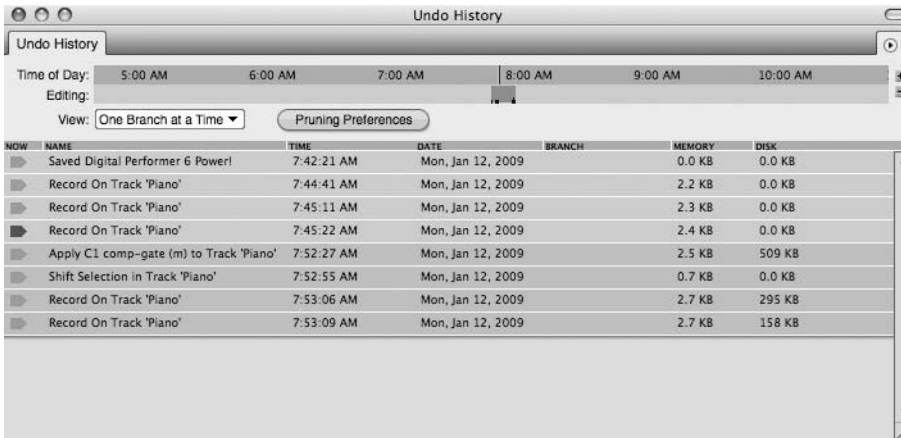 Undo History
Undo History
Time of Day: 5:00 AM 6:00 AM 7:00 AM 8:00 AM 9:00 AM 10:00 AM
Editing:
View: One Branch at a Time Pruning Preferences
NOW NAME TIME DATE BRANCH MEMORY DISK
Saved Digital Performer 6 Power! 7:42:21 AM Mon, Jan 12, 2009 0.0 KB 0.0 KB
Record On Track 'Piano' 7:44:41 AM Mon, Jan 12, 2009 2.2 KB 0.0 KB
Record On Track 'Piano' 7:45:11 AM Mon, Jan 12, 2009 2.3 KB 0.0 KB
Record On Track 'Piano' 7:45:22 AM Mon, Jan 12, 2009 2.4 KB 0.0 KB
Apply C1 comp-gate (m) to Track 'Piano' 7:52:27 AM Mon, Jan 12, 2009 2.5 KB 509 KB
Shift Selection in Track 'Piano' 7:52:55 AM Mon, Jan 12, 2009 0.7 KB 0.0 KB
Record On Track 'Piano' 7:53:06 AM Mon, Jan 12, 2009 2.7 KB 295 KB
Record On Track 'Piano' 7:53:09 AM Mon, Jan 12, 2009 2.7 KB 158 KB